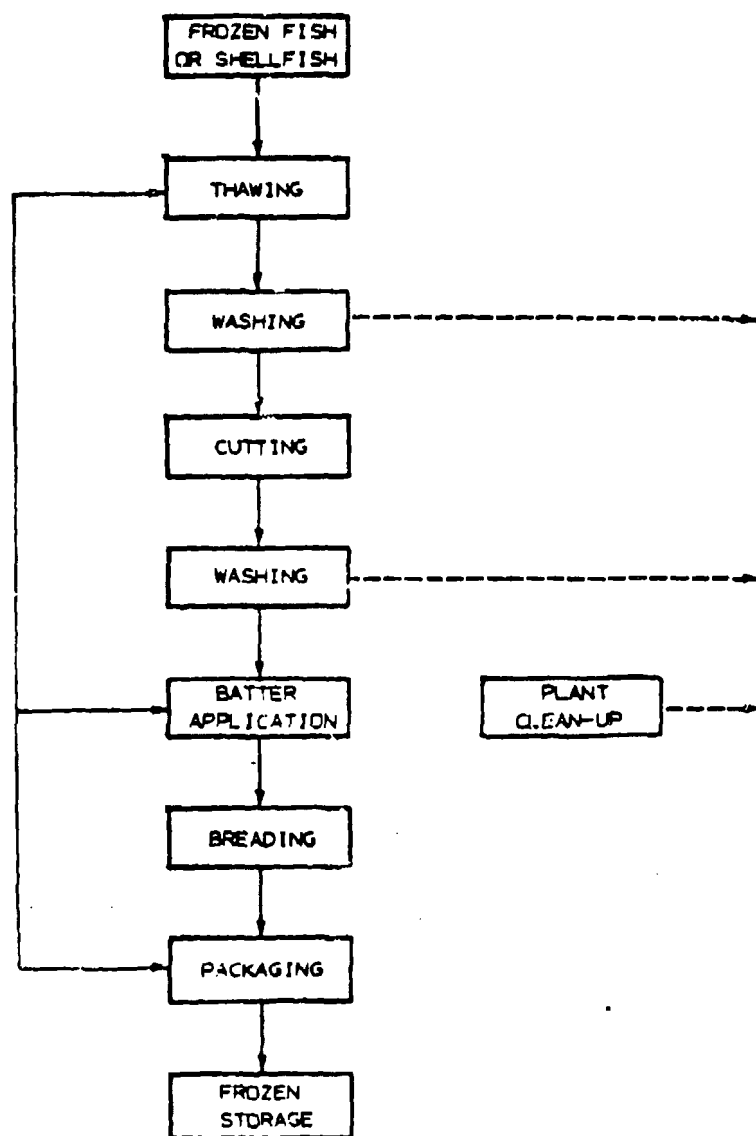 FROZEN FISH
OR SHELLFISH
THAWING
WASHING
CUTTING
WASHING
BATTER
APPLICATION
PLANT
CLEAN-UP
BREADING
PACKAGING
FROZEN
STORAGE